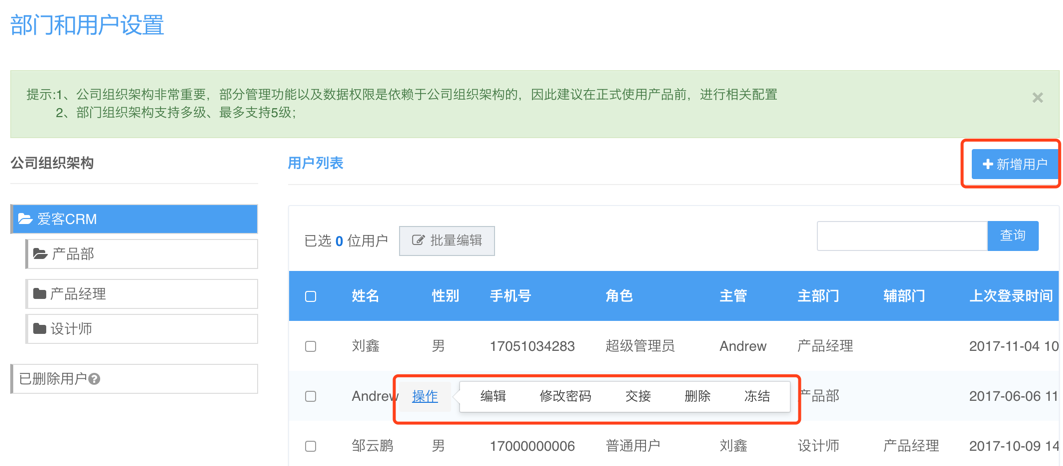 部门和用户设置
提示:1、公司组织架构非常重要，部分管理功能以及数据权限是依赖于公司组织架构的，因此建议在正式使用产品前，进行相关配置
2、部门组织架构支持多级、最多支持5级；
公司组织架构
用户列表
新增用户
爱客CRM
产品部
产品经理
设计师
已删除用户
已选 0 位用户 批量编辑 查询
姓名 性别 手机号 角色 主管 主部门 辅部门 上次登录时间
刘鑫 男 17051034283 超级管理员 Andrew 产品经理 2017-11-04 10
Andrew 操作 编辑 修改密码 交接 删除 冻结 产品部 2017-06-06 11
邹云鹏 男 17000000006 普通用户 刘鑫 设计师 产品经理 2017-10-09 14